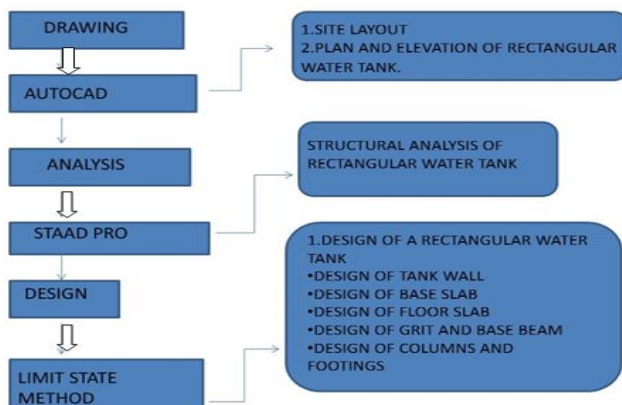 DRAWING
AUTOCAD
ANALYSIS
STAAD PRO
DESIGN
LIMIT STATE
METHOD
1.SITE LAYOUT
2.PLAN AND ELEVATION OF RECTANGULAR
WATER TANK.
STRUCTURAL ANALYSIS OF
RECTANGULAR WATER TANK
1.DESIGN OF A RECTANGULAR WATER
TANK
•DESIGN OF TANK WALL
•DESIGN OF BASE SLAB
•DESIGN OF FLOOR SLAB
•DESIGN OF GRIT AND BASE BEAM
•DESIGN OF COLUMNS AND
FOOTINGS